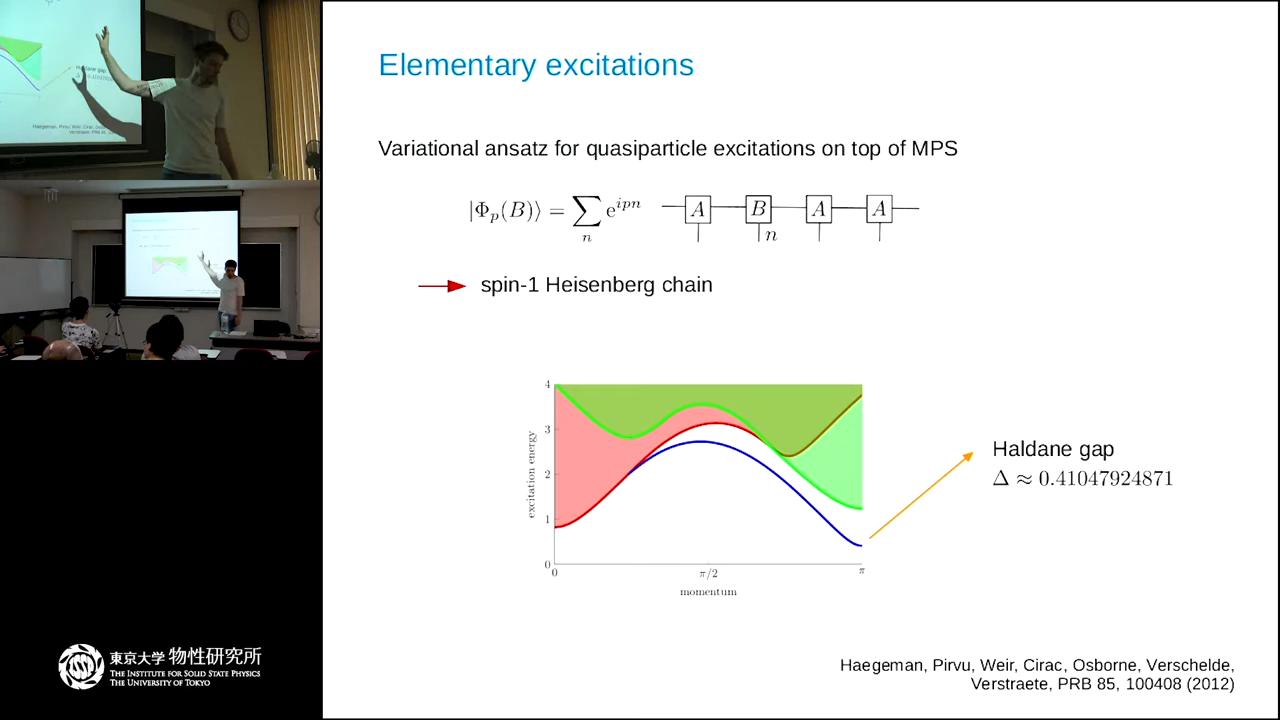 Elementary excitations
Variational ansatz for quasiparticle excitations on top of MPS
|Φₚ(B)⟩ = ∑ₙ e^{ipn} A B A A
n
spin-1 Heisenberg chain
4
3
2
1
0
excitation energy
0 π/2 π
momentum
Haldane gap
Δ ≈ 0.41047924871
Haegeman, Pirvu, Weir, Cirac, Osborne, Verschelde,
Verstraete, PRB 85, 100408 (2012)
東京大学 物性研究所
THE INSTITUTE FOR SOLID STATE PHYSICS
THE UNIVERSITY OF TOKYO